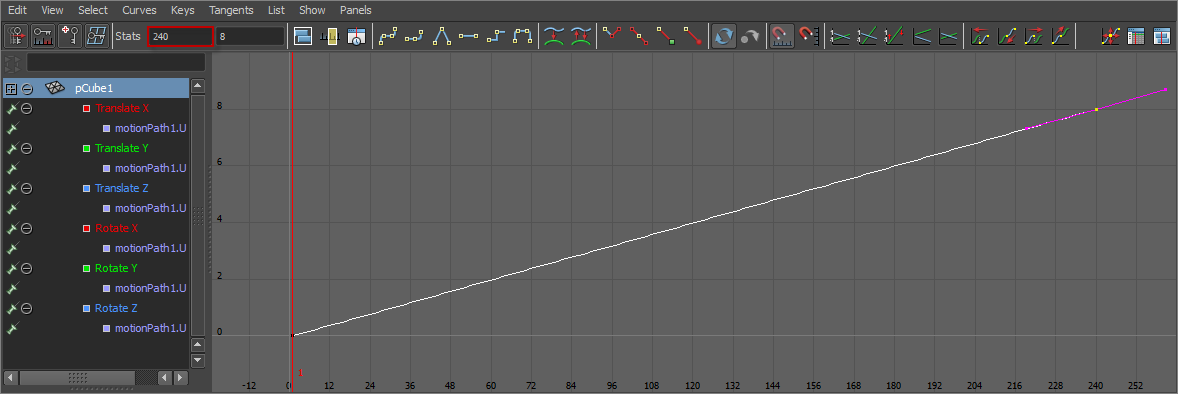 Edit View Select Curves Keys Tangents List Show Panels
Stats 240 8
pCube1
Translate X
motionPath1.U
Translate Y
motionPath1.U
Translate Z
motionPath1.U
Rotate X
motionPath1.U
Rotate Y
motionPath1.U
Rotate Z
motionPath1.U
8
6
4
2
0
1
-12 0 12 24 36 48 60 72 84 96 108 116 132 144 156 168 180 192 204 216 228 240 252